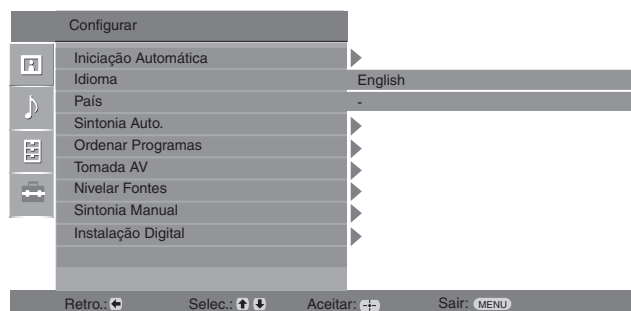 Configurar
Iniciação Automática
Idioma English
País -
Sintonia Auto.
Ordenar Programas
Tomada AV
Nivelar Fontes
Sintonia Manual
Instalação Digital
Retro.: Selec.: Aceitar: Sair: MENU